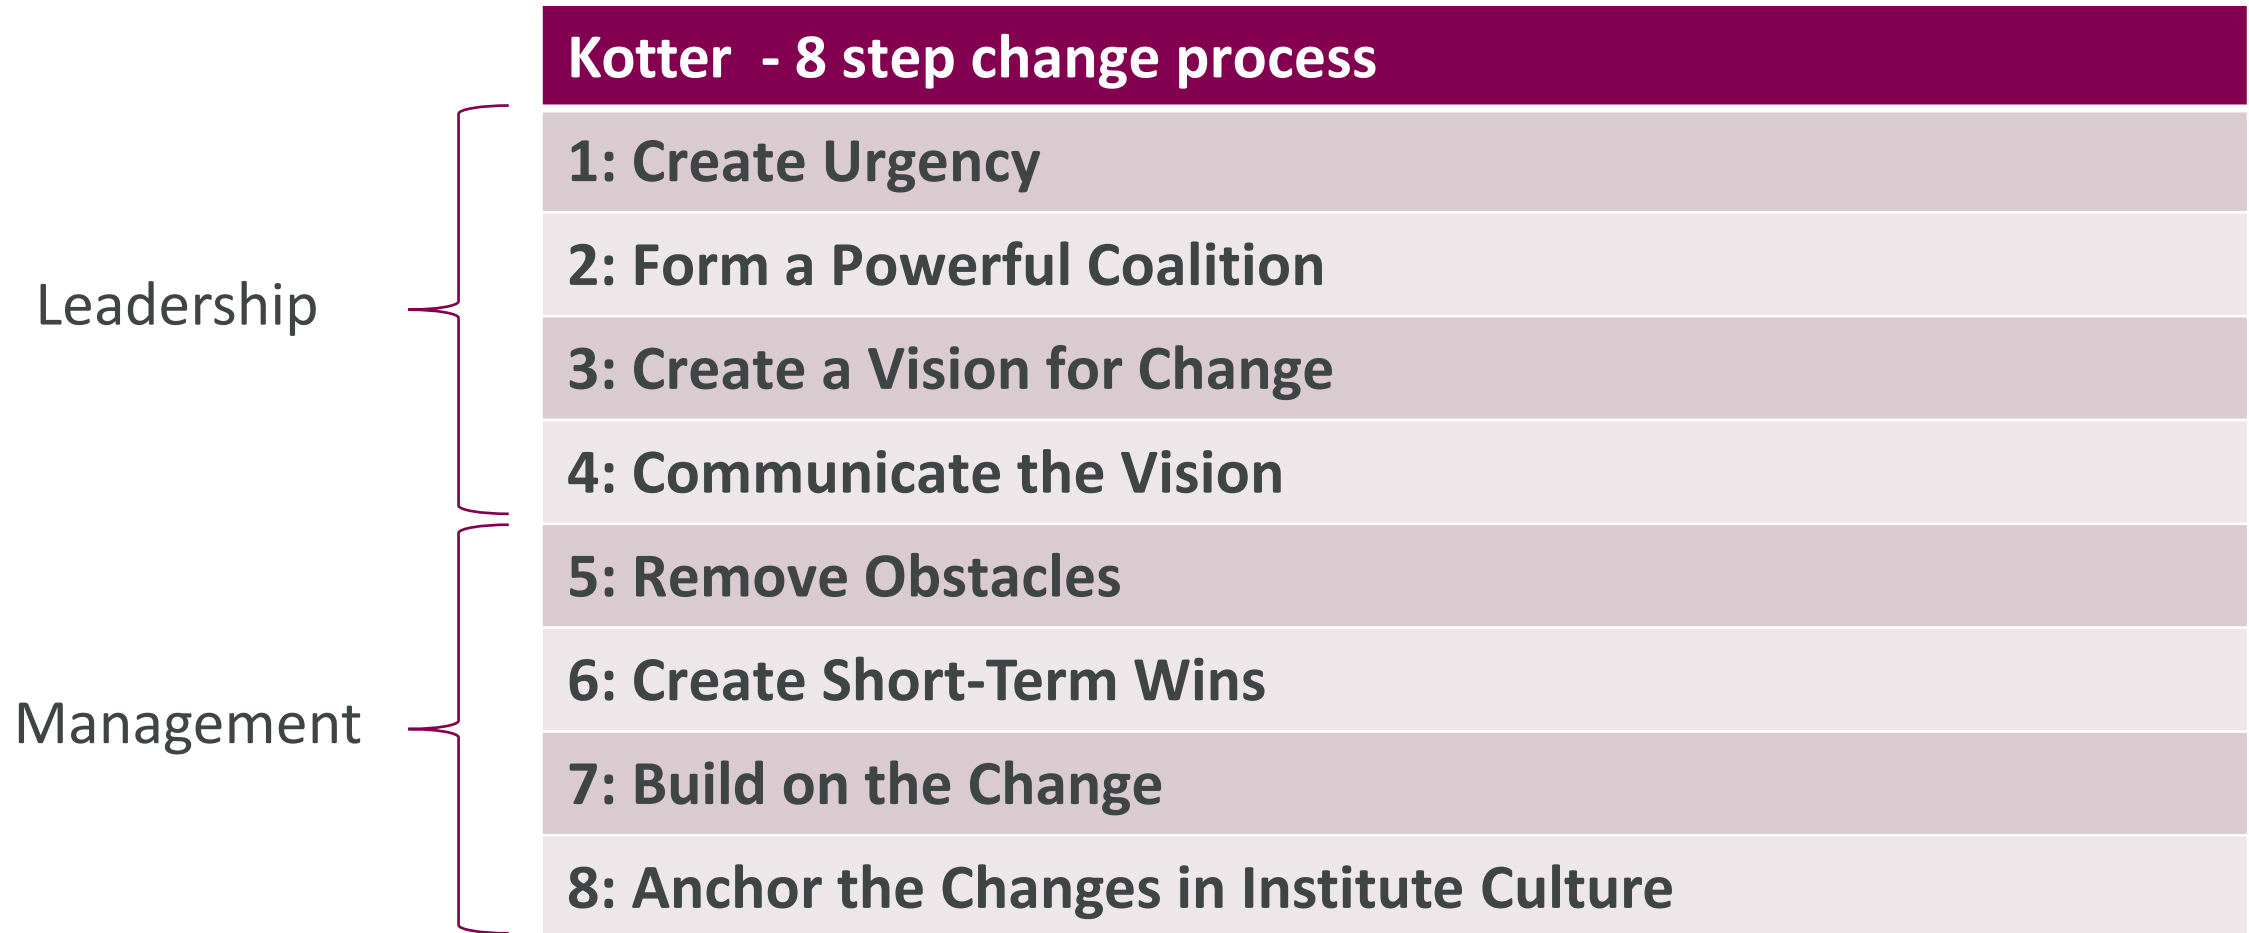 Kotter  - 8 step change process
1: Create Urgency
2: Form a Powerful Coalition
Leadership
3: Create a Vision for Change
4: Communicate the Vision
5: Remove Obstacles
6: Create Short-Term Wins
Management
7: Build on the Change
8: Anchor the Changes in Institute Culture